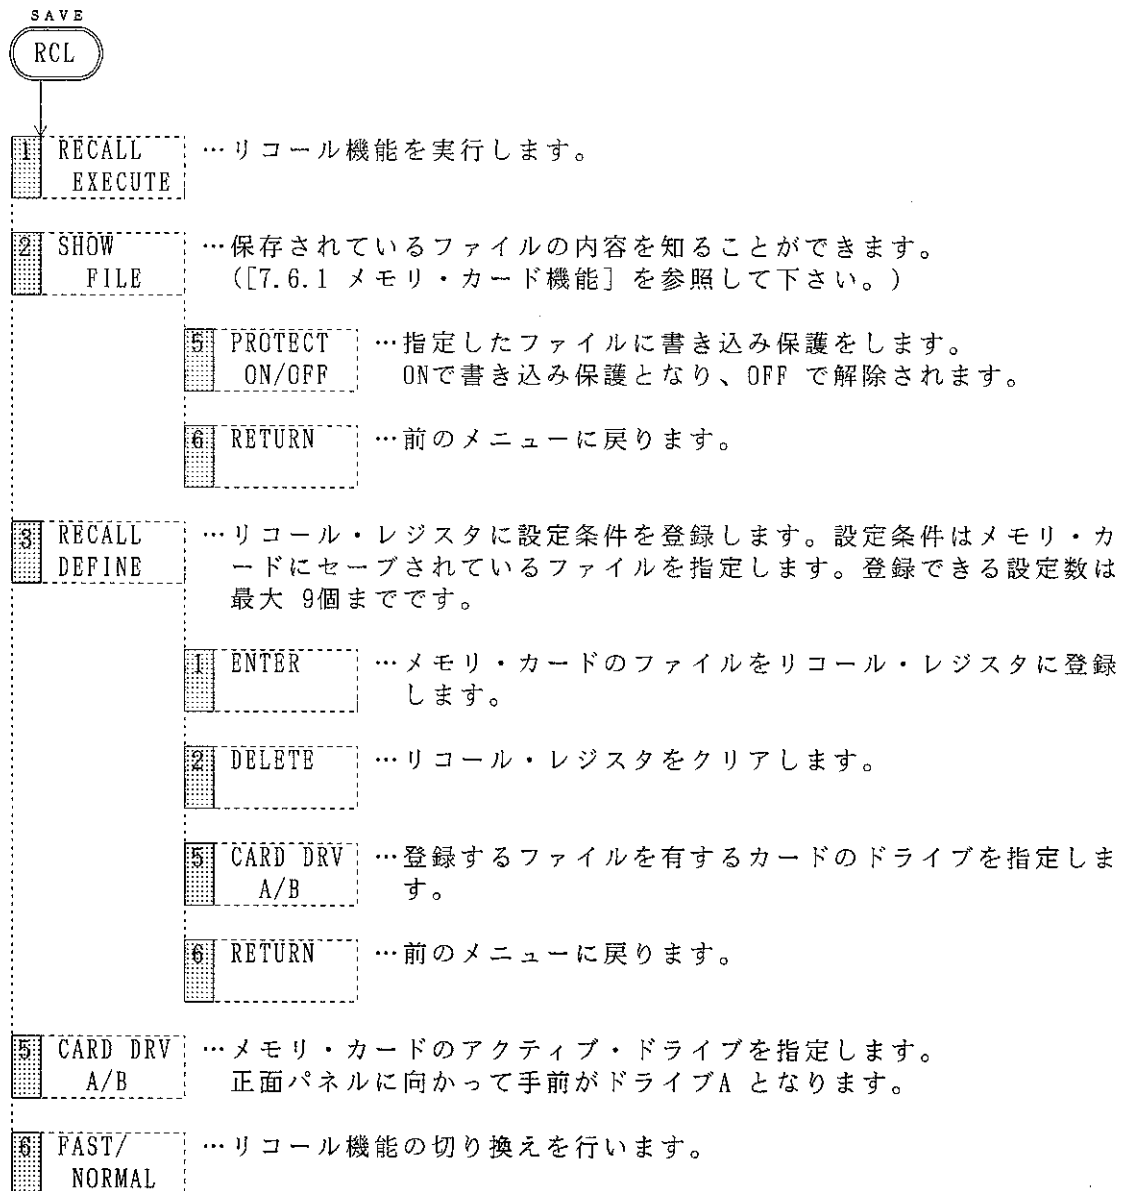 SAVE
RCL
1 RECALL …リコール機能を実行します。
EXECUTE
2 SHOW …保存されているファイルの内容を知ることができます。
FILE ([7.6.1 メモリ・カード機能] を参照して下さい。)
5 PROTECT …指定したファイルに書き込み保護をします。
ON/OFF ONで書き込み保護となり、OFF で解除されます。
6 RETURN …前のメニューに戻ります。
3 RECALL …リコール・レジスタに設定条件を登録します。設定条件はメモリ・カ
DEFINE ードにセーブされているファイルを指定します。登録できる設定数は
最大 9個までです。
1 ENTER …メモリ・カードのファイルをリコール・レジスタに登録
します。
2 DELETE …リコール・レジスタをクリアします。
5 CARD DRV …登録するファイルを有するカードのドライブを指定しま
A/B す。
6 RETURN …前のメニューに戻ります。
5 CARD DRV …メモリ・カードのアクティブ・ドライブを指定します。
A/B 正面パネルに向かって手前がドライブA となります。
6 FAST/ …リコール機能の切り換えを行います。
NORMAL